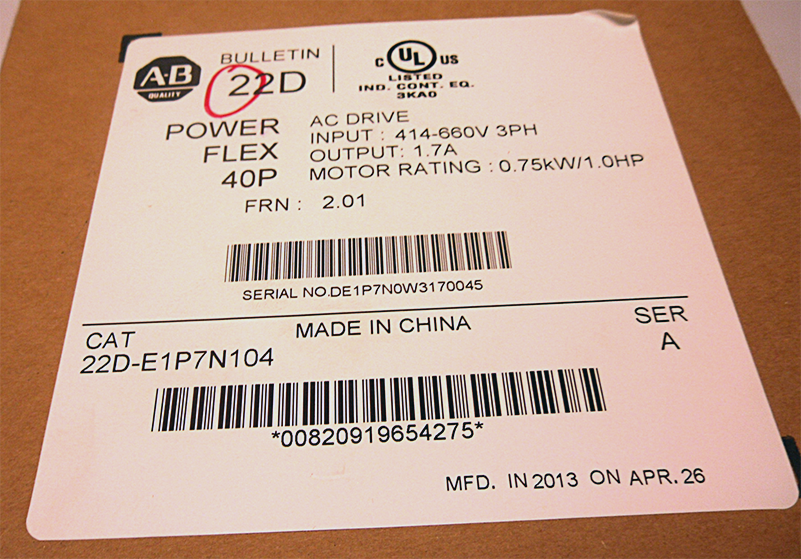 A·B
QUALITY
BULLETIN
22D
C UL US
LISTED
IND. CONT. EQ.
3KA0
POWER
FLEX
40P
AC DRIVE
INPUT : 414-660V 3PH
OUTPUT: 1.7A
MOTOR RATING : 0.75kW/1.0HP
FRN : 2.01
SERIAL NO.DE1P7N0W3170045
CAT
22D-E1P7N104
MADE IN CHINA
SER
A
*00820919654275*
MFD. IN 2013 ON APR. 26